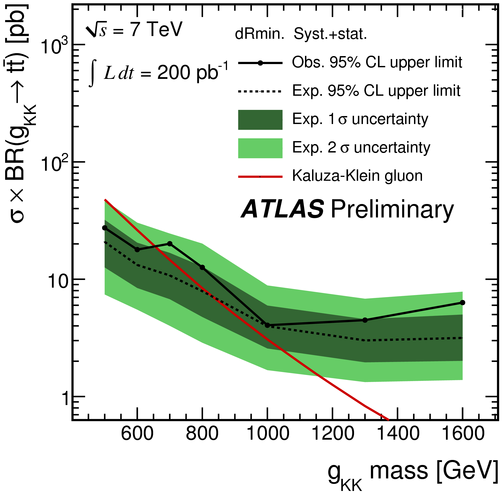 σ × BR(g_KK → tt̄) [pb]
√s = 7 TeV
∫ L dt = 200 pb⁻¹
dRmin. Syst.+stat.
Obs. 95% CL upper limit
Exp. 95% CL upper limit
Exp. 1 σ uncertainty
Exp. 2 σ uncertainty
Kaluza-Klein gluon
ATLAS Preliminary
10³
10²
10
1
600 800 1000 1200 1400 1600
g_KK mass [GeV]